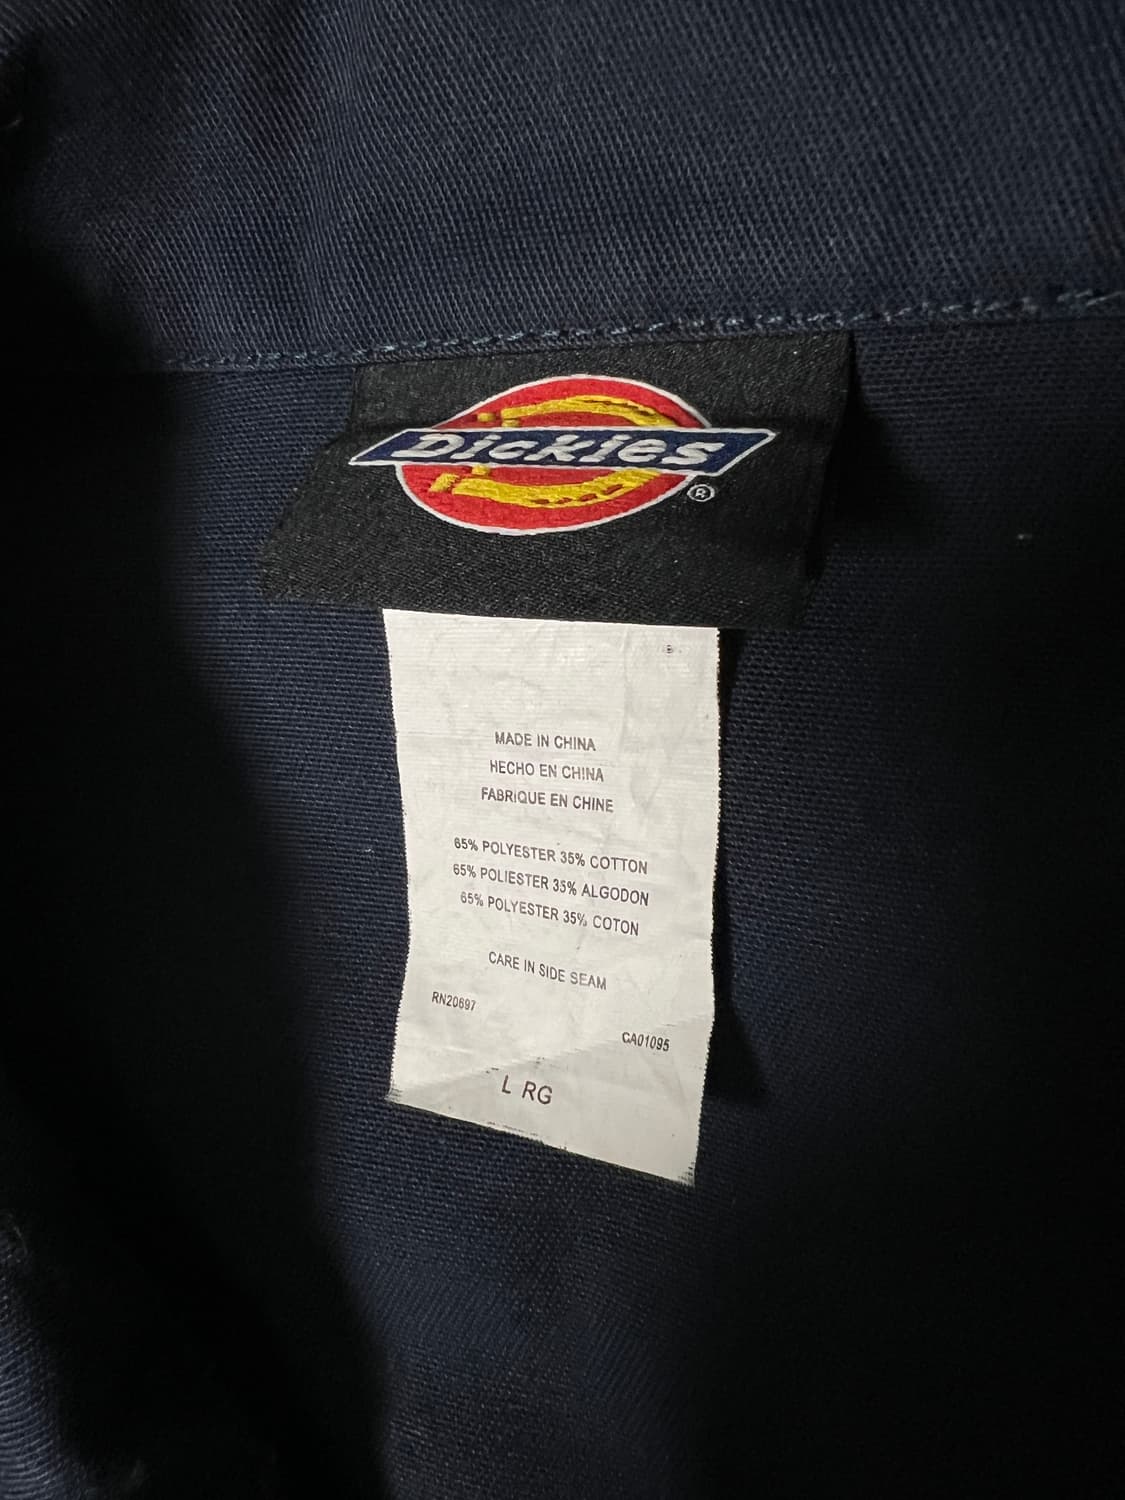 Dickies
®
®
MADE IN CHINA
HECHO EN CHINA
FABRIQUE EN CHINE
65% POLYESTER 35% COTTON
65% POLIESTER 35% ALGODON
65% POLYESTER 35% COTON
CARE IN SIDE SEAM
RN20697
CA01095
L RG